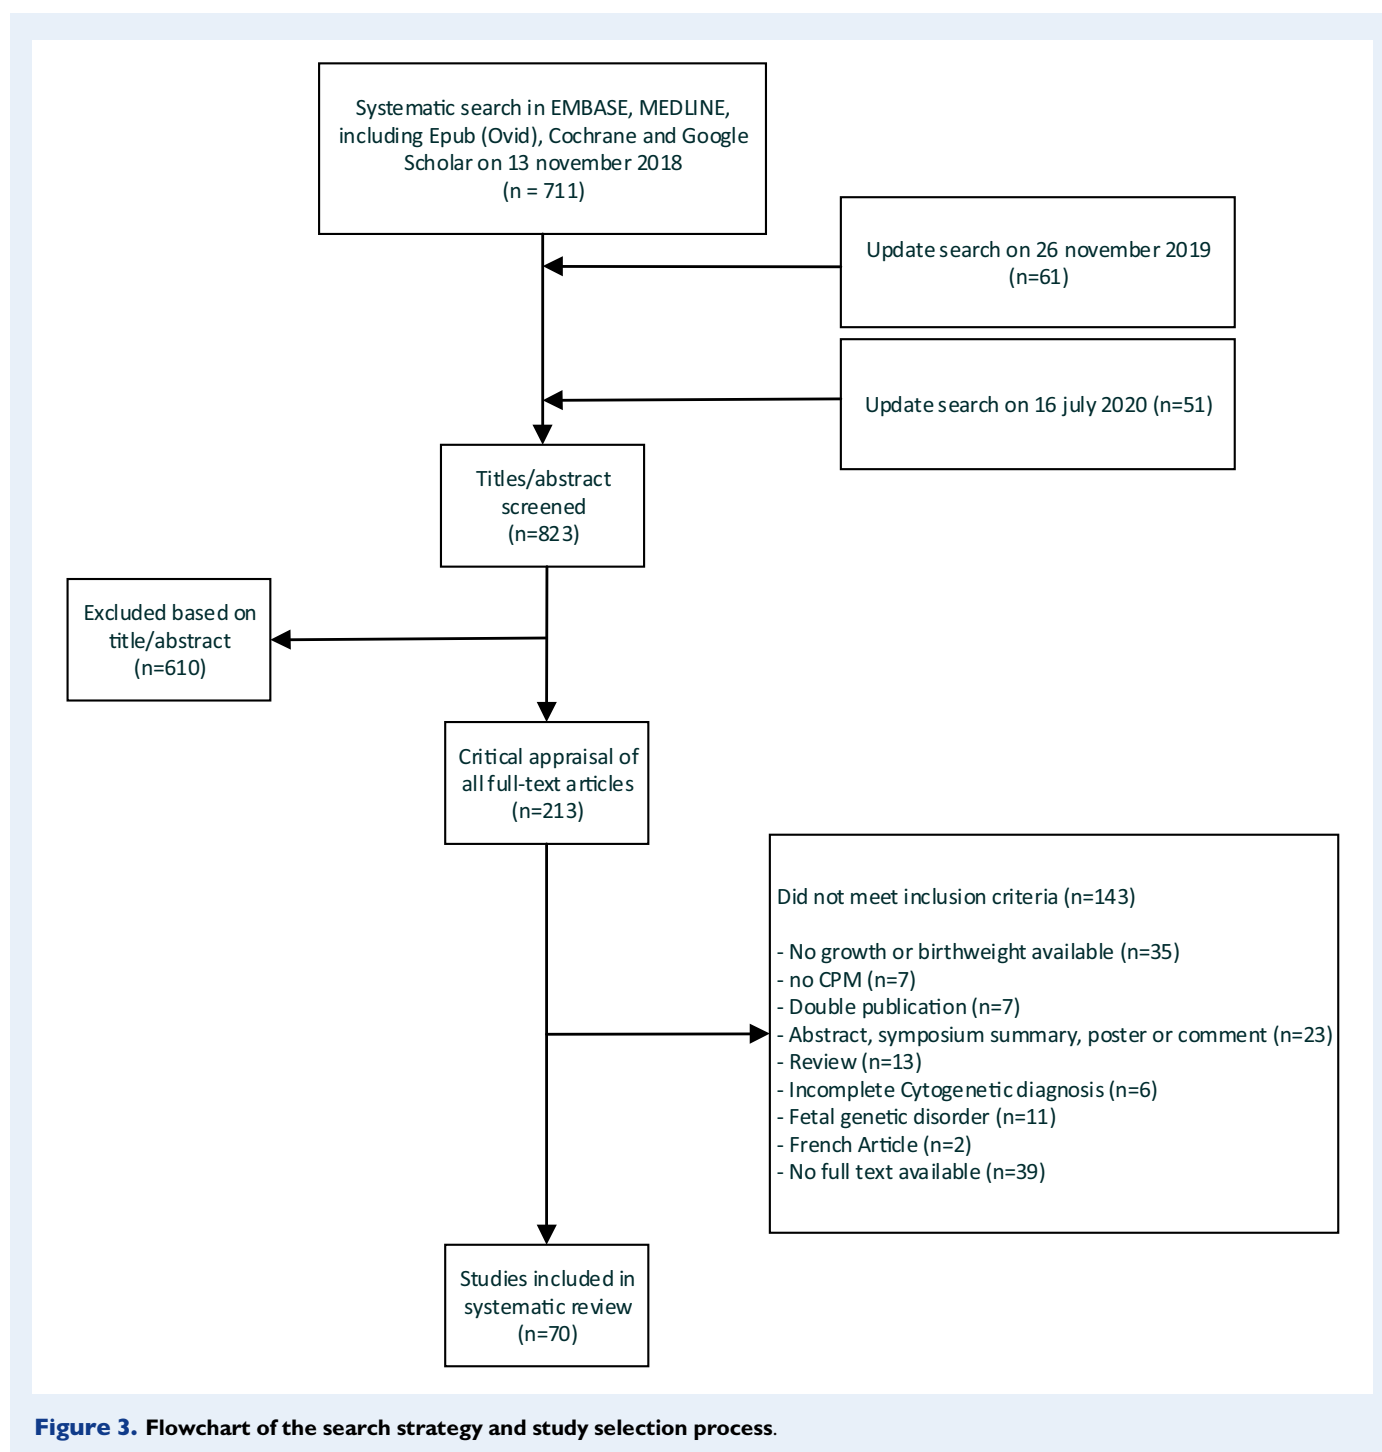 Systematic search in EMBASE, MEDLINE,
including Epub (Ovid), Cochrane and Google
Scholar on 13 november 2018
(n = 711)
Update search on 26 november 2019
(n=61)
Update search on 16 july 2020 (n=51)
Titles/abstract
screened
(n=823)
Excluded based on
title/abstract
(n=610)
Critical appraisal of
all full-text articles
(n=213)
Did not meet inclusion criteria (n=143)
- No growth or birthweight available (n=35)
- no CPM (n=7)
- Double publication (n=7)
- Abstract, symposium summary, poster or comment (n=23)
- Review (n=13)
- Incomplete Cytogenetic diagnosis (n=6)
- Fetal genetic disorder (n=11)
- French Article (n=2)
- No full text available (n=39)
Studies included in
systematic review
(n=70)
Figure 3. Flowchart of the search strategy and study selection process.